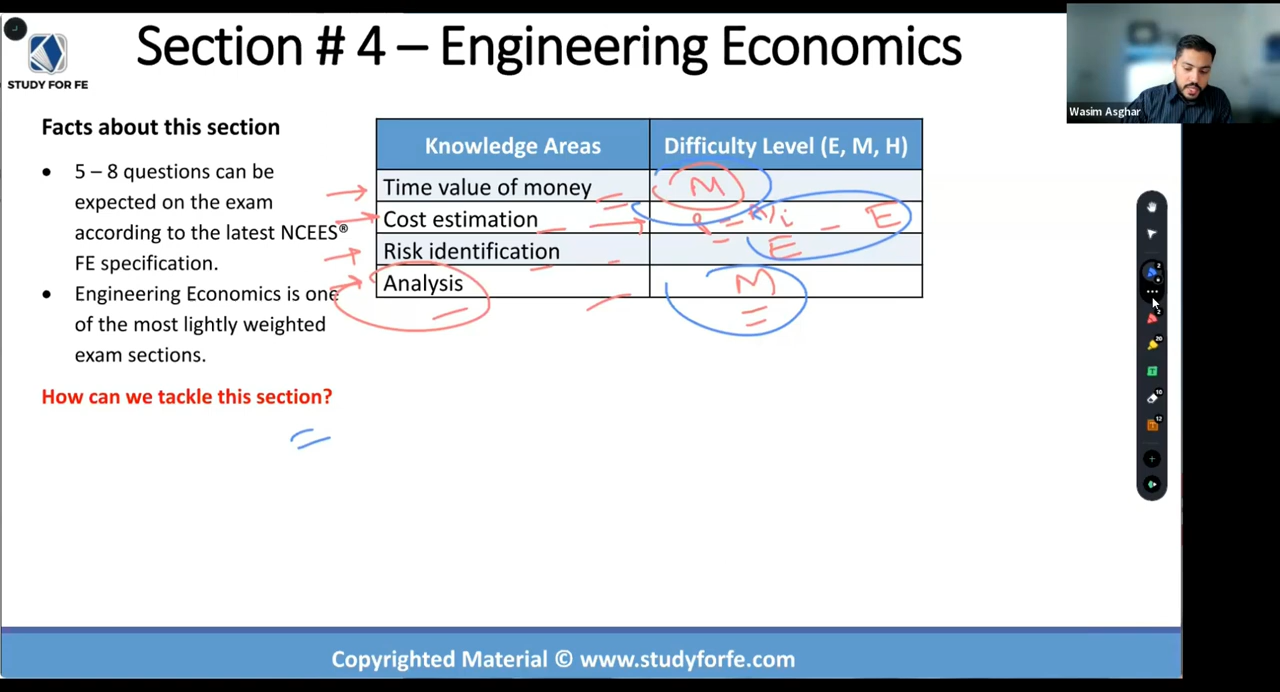 Section # 4 – Engineering Economics
STUDY FOR FE
Wasim Asghar
Facts about this section
• 5 – 8 questions can be
expected on the exam
according to the latest NCEES®
FE specification.
• Engineering Economics is one
of the most lightly weighted
exam sections.
How can we tackle this section?
Knowledge Areas Difficulty Level (E, M, H)
Time value of money M
Cost estimation E
Risk identification E
Analysis M
Copyrighted Material © www.studyforfe.com